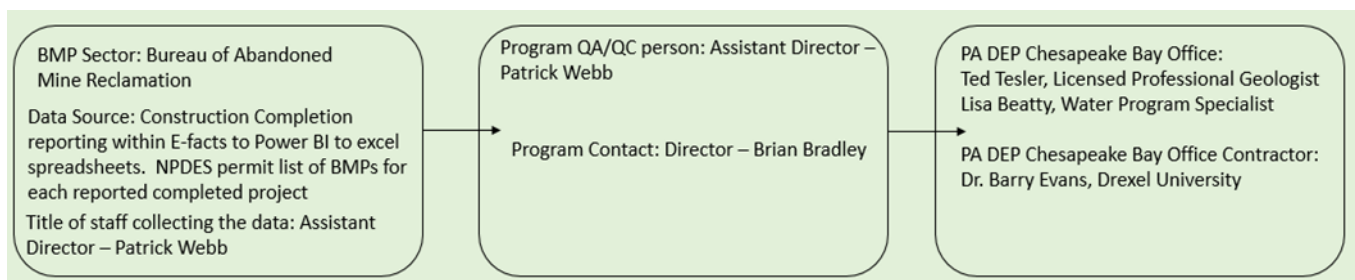 BMP Sector: Bureau of Abandoned
Mine Reclamation
Data Source: Construction Completion
reporting within E-facts to Power BI to excel
spreadsheets.  NPDES permit list of BMPs for
each reported completed project
Title of staff collecting the data: Assistant
Director – Patrick Webb
Program QA/QC person: Assistant Director –
Patrick Webb
Program Contact: Director – Brian Bradley
PA DEP Chesapeake Bay Office:
Ted Tesler, Licensed Professional Geologist
Lisa Beatty, Water Program Specialist
PA DEP Chesapeake Bay Office Contractor:
Dr. Barry Evans, Drexel University